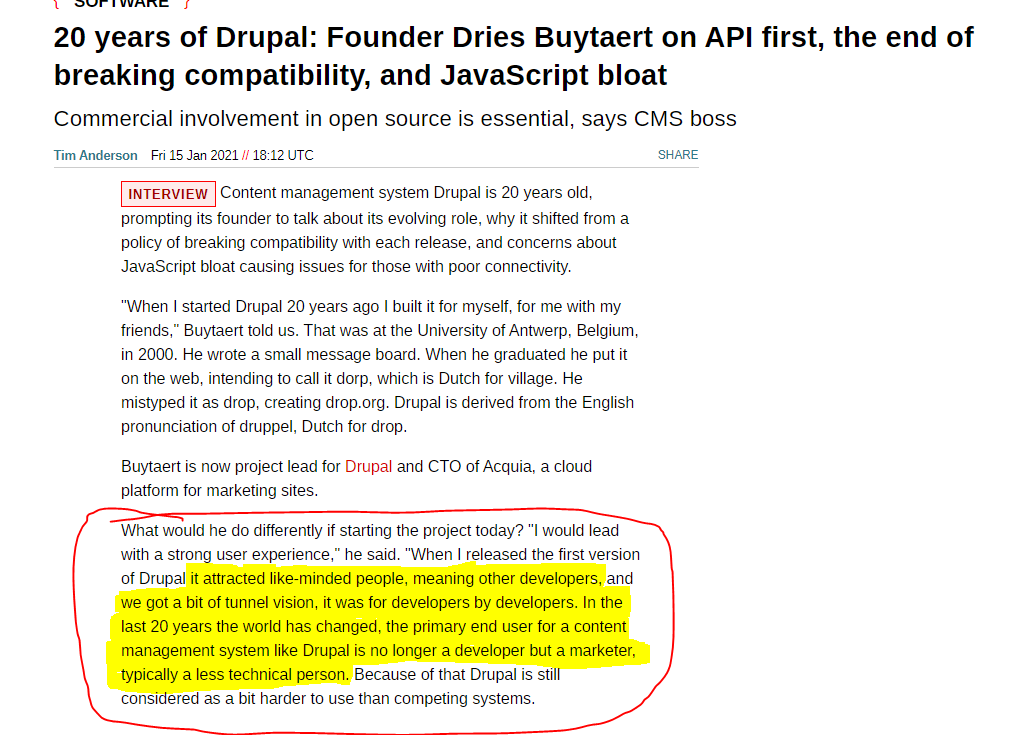 { SOFTWARE }
20 years of Drupal: Founder Dries Buytaert on API first, the end of
breaking compatibility, and JavaScript bloat
Commercial involvement in open source is essential, says CMS boss
Tim Anderson Fri 15 Jan 2021 // 18:12 UTC SHARE
INTERVIEW Content management system Drupal is 20 years old,
prompting its founder to talk about its evolving role, why it shifted from a
policy of breaking compatibility with each release, and concerns about
JavaScript bloat causing issues for those with poor connectivity.
"When I started Drupal 20 years ago I built it for myself, for me with my
friends," Buytaert told us. That was at the University of Antwerp, Belgium,
in 2000. He wrote a small message board. When he graduated he put it
on the web, intending to call it dorp, which is Dutch for village. He
mistyped it as drop, creating drop.org. Drupal is derived from the English
pronunciation of druppel, Dutch for drop.
Buytaert is now project lead for Drupal and CTO of Acquia, a cloud
platform for marketing sites.
What would he do differently if starting the project today? "I would lead
with a strong user experience," he said. "When I released the first version
of Drupal it attracted like-minded people, meaning other developers, and
we got a bit of tunnel vision, it was for developers by developers. In the
last 20 years the world has changed, the primary end user for a content
management system like Drupal is no longer a developer but a marketer,
typically a less technical person. Because of that Drupal is still
considered as a bit harder to use than competing systems.